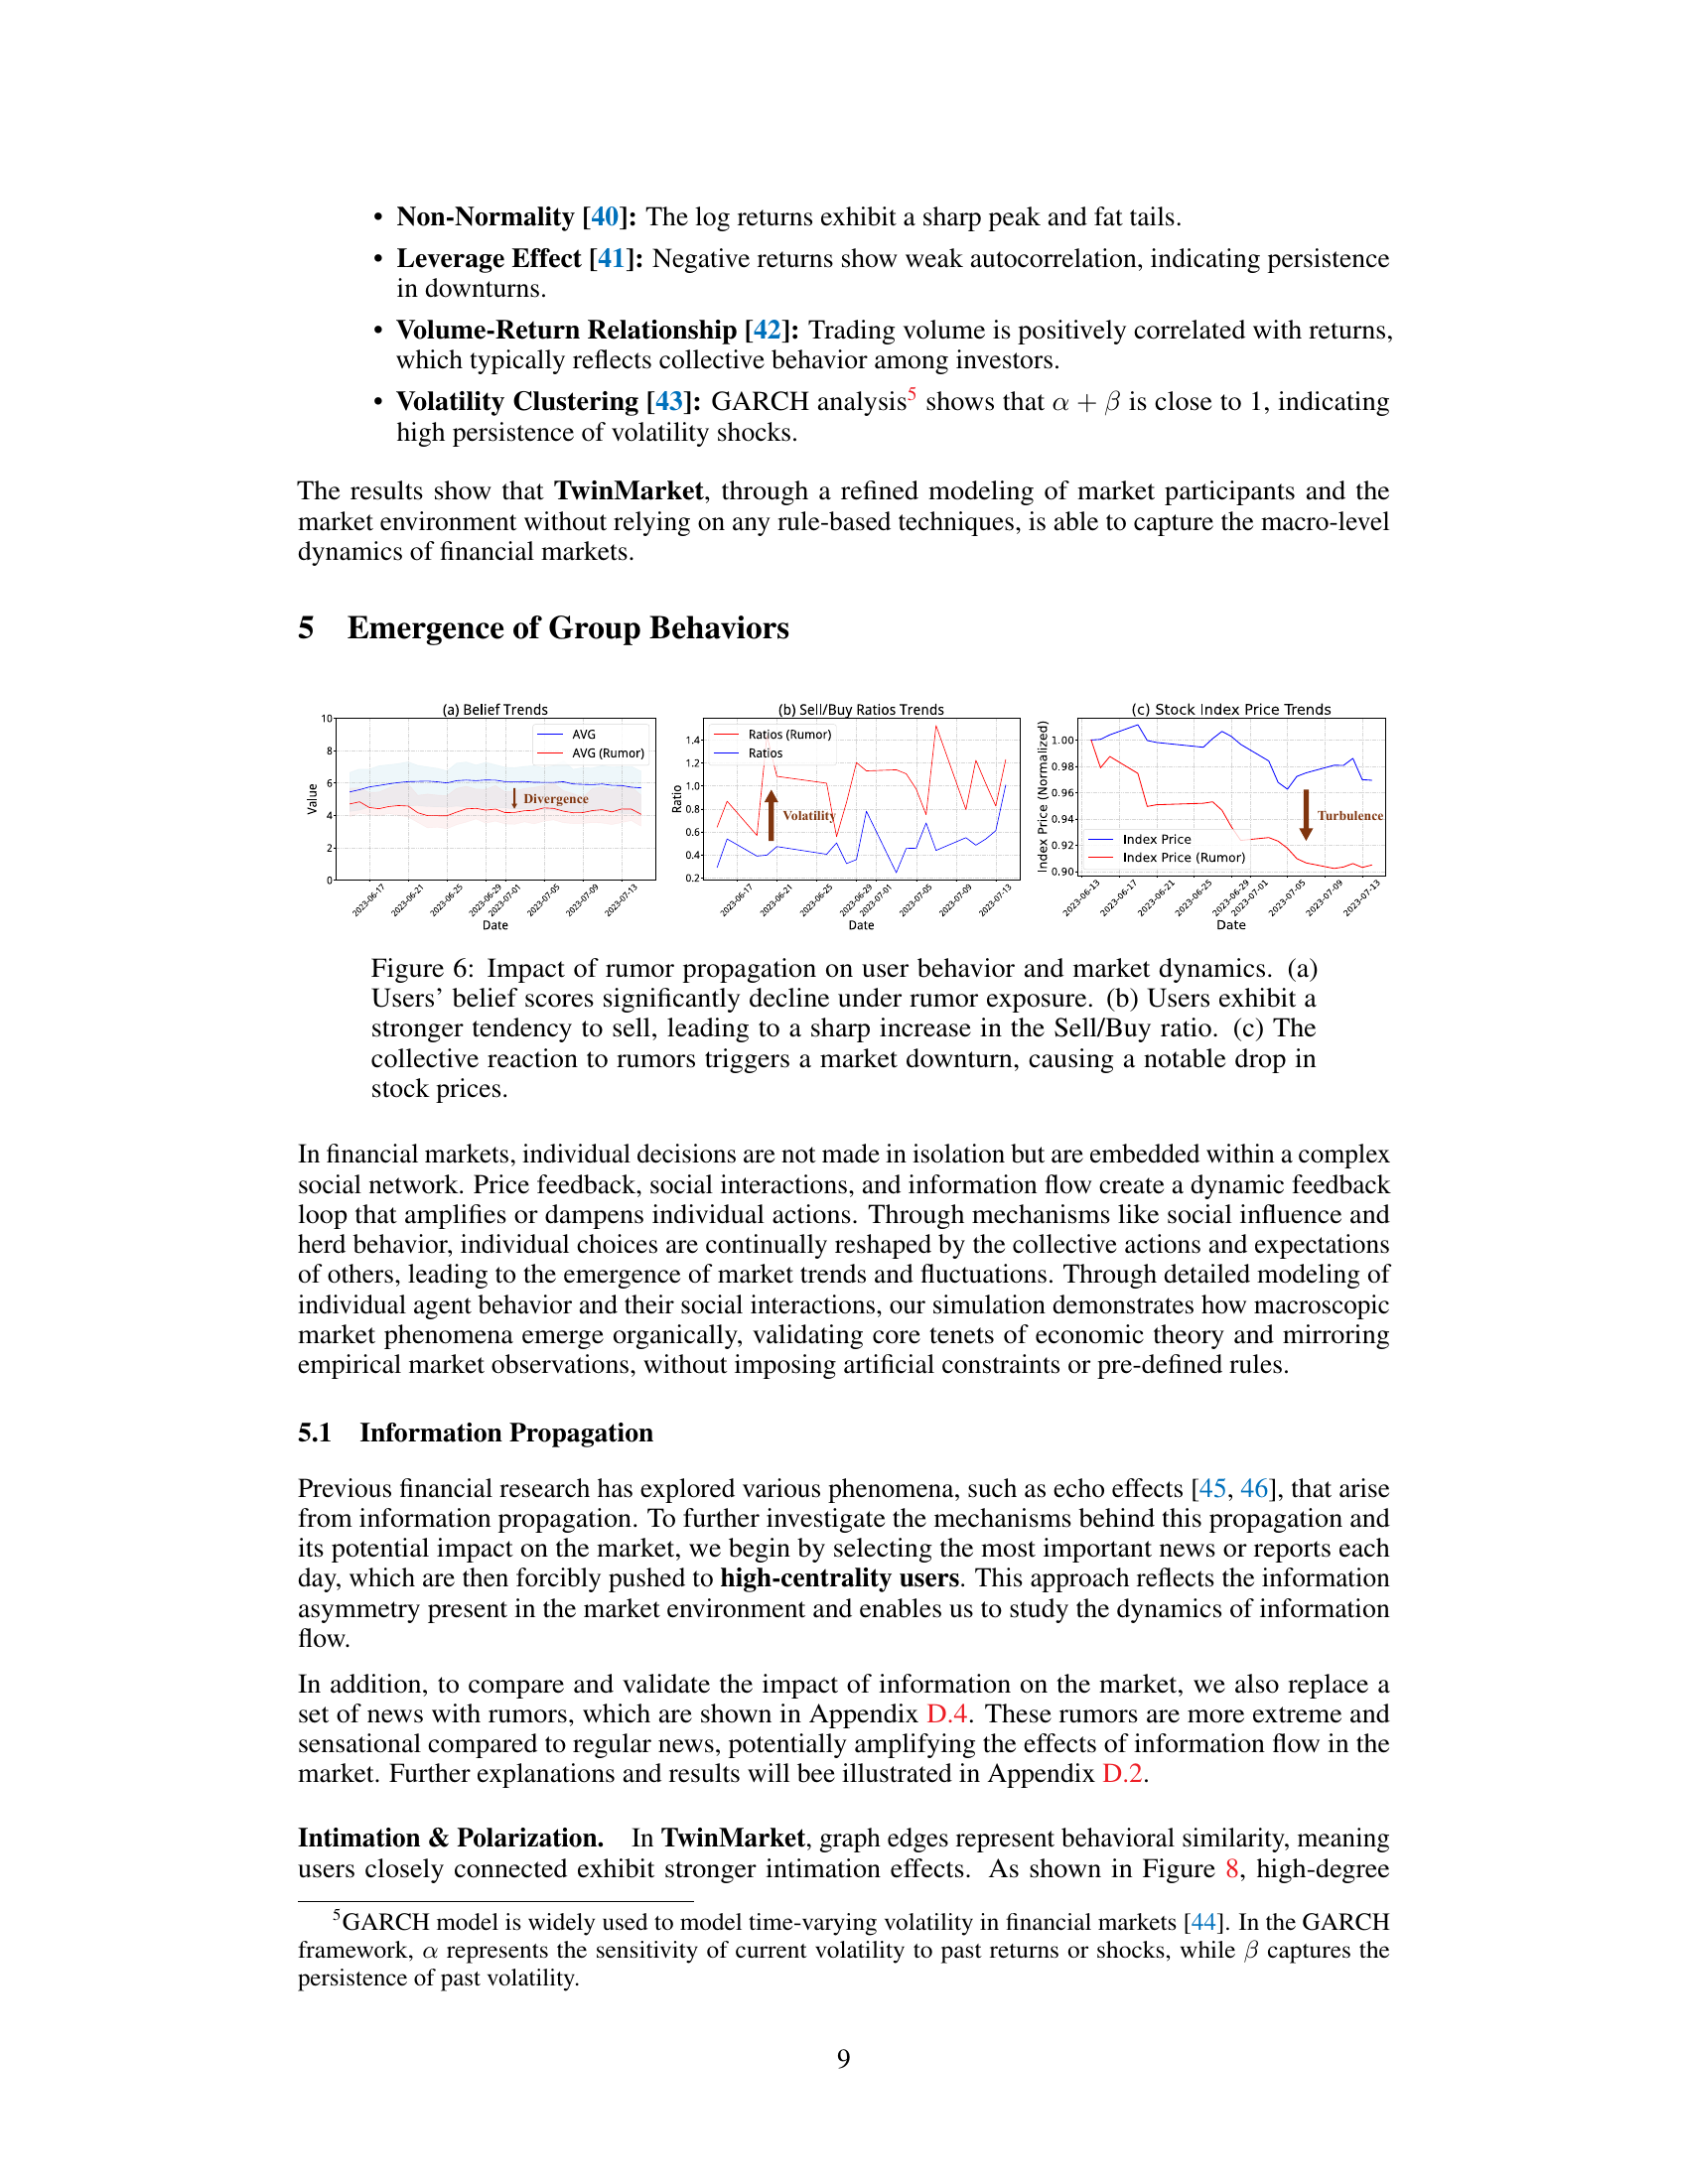 • Non-Normality [40]: The log returns exhibit a sharp peak and fat tails.
• Leverage Effect [41]: Negative returns show weak autocorrelation, indicating persistence
in downturns.
• Volume-Return Relationship [42]: Trading volume is positively correlated with returns,
which typically reflects collective behavior among investors.
• Volatility Clustering [43]: GARCH analysis5 shows that α + β is close to 1, indicating
high persistence of volatility shocks.
The results show that TwinMarket, through a refined modeling of market participants and the
market environment without relying on any rule-based techniques, is able to capture the macro-level
dynamics of financial markets.
5 Emergence of Group Behaviors
(a) Belief Trends
10
8
6
4
2
0
Value
AVG
AVG (Rumor)
Divergence
2023-06-17
2023-06-21
2023-06-25
2023-06-29
2023-07-01
2023-07-05
2023-07-09
2023-07-13
Date
(b) Sell/Buy Ratios Trends
1.4
1.2
1.0
0.8
0.6
0.4
0.2
Ratio
Ratios (Rumor)
Ratios
Volatility
2023-06-17
2023-06-21
2023-06-25
2023-06-29
2023-07-01
2023-07-05
2023-07-09
2023-07-13
Date
(c) Stock Index Price Trends
1.00
0.98
0.96
0.94
0.92
0.90
Index Price (Normalized)
Index Price
Index Price (Rumor)
Turbulence
2023-06-13
2023-06-17
2023-06-21
2023-06-25
2023-06-29
2023-07-01
2023-07-05
2023-07-09
2023-07-13
Date
Figure 6: Impact of rumor propagation on user behavior and market dynamics. (a)
Users’ belief scores significantly decline under rumor exposure. (b) Users exhibit a
stronger tendency to sell, leading to a sharp increase in the Sell/Buy ratio. (c) The
collective reaction to rumors triggers a market downturn, causing a notable drop in
stock prices.
In financial markets, individual decisions are not made in isolation but are embedded within a complex
social network. Price feedback, social interactions, and information flow create a dynamic feedback
loop that amplifies or dampens individual actions. Through mechanisms like social influence and
herd behavior, individual choices are continually reshaped by the collective actions and expectations
of others, leading to the emergence of market trends and fluctuations. Through detailed modeling of
individual agent behavior and their social interactions, our simulation demonstrates how macroscopic
market phenomena emerge organically, validating core tenets of economic theory and mirroring
empirical market observations, without imposing artificial constraints or pre-defined rules.
5.1 Information Propagation
Previous financial research has explored various phenomena, such as echo effects [45, 46], that arise
from information propagation. To further investigate the mechanisms behind this propagation and
its potential impact on the market, we begin by selecting the most important news or reports each
day, which are then forcibly pushed to high-centrality users. This approach reflects the information
asymmetry present in the market environment and enables us to study the dynamics of information
flow.
In addition, to compare and validate the impact of information on the market, we also replace a
set of news with rumors, which are shown in Appendix D.4. These rumors are more extreme and
sensational compared to regular news, potentially amplifying the effects of information flow in the
market. Further explanations and results will bee illustrated in Appendix D.2.
Intimation & Polarization. In TwinMarket, graph edges represent behavioral similarity, meaning
users closely connected exhibit stronger intimation effects. As shown in Figure 8, high-degree
5GARCH model is widely used to model time-varying volatility in financial markets [44]. In the GARCH
framework, α represents the sensitivity of current volatility to past returns or shocks, while β captures the
persistence of past volatility.
9